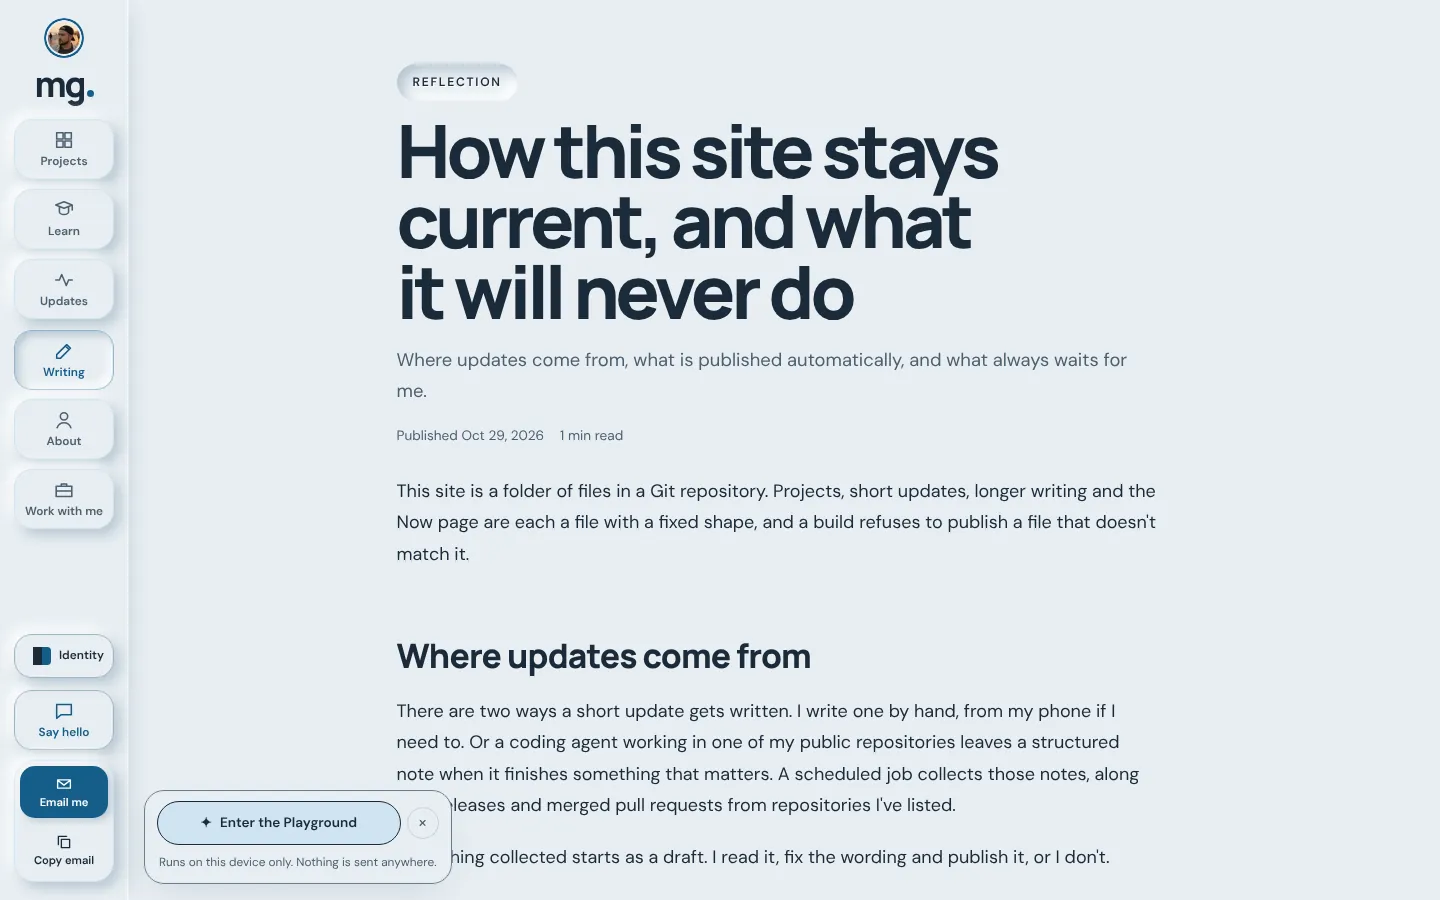 mg.
Projects
Learn
Updates
Writing
About
Work with me
Identity
Say hello
Email me
Copy email
REFLECTION
How this site stays
current, and what
it will never do
Where updates come from, what is published automatically, and what always waits for
me.
Published Oct 29, 2026 1 min read
This site is a folder of files in a Git repository. Projects, short updates, longer writing and the
Now page are each a file with a fixed shape, and a build refuses to publish a file that doesn't
match it.
Where updates come from
There are two ways a short update gets written. I write one by hand, from my phone if I
need to. Or a coding agent working in one of my public repositories leaves a structured
note when it finishes something that matters. A scheduled job collects those notes, along
eleases and merged pull requests from repositories I've listed.
hing collected starts as a draft. I read it, fix the wording and publish it, or I don't.
✦ Enter the Playground
×
Runs on this device only. Nothing is sent anywhere.